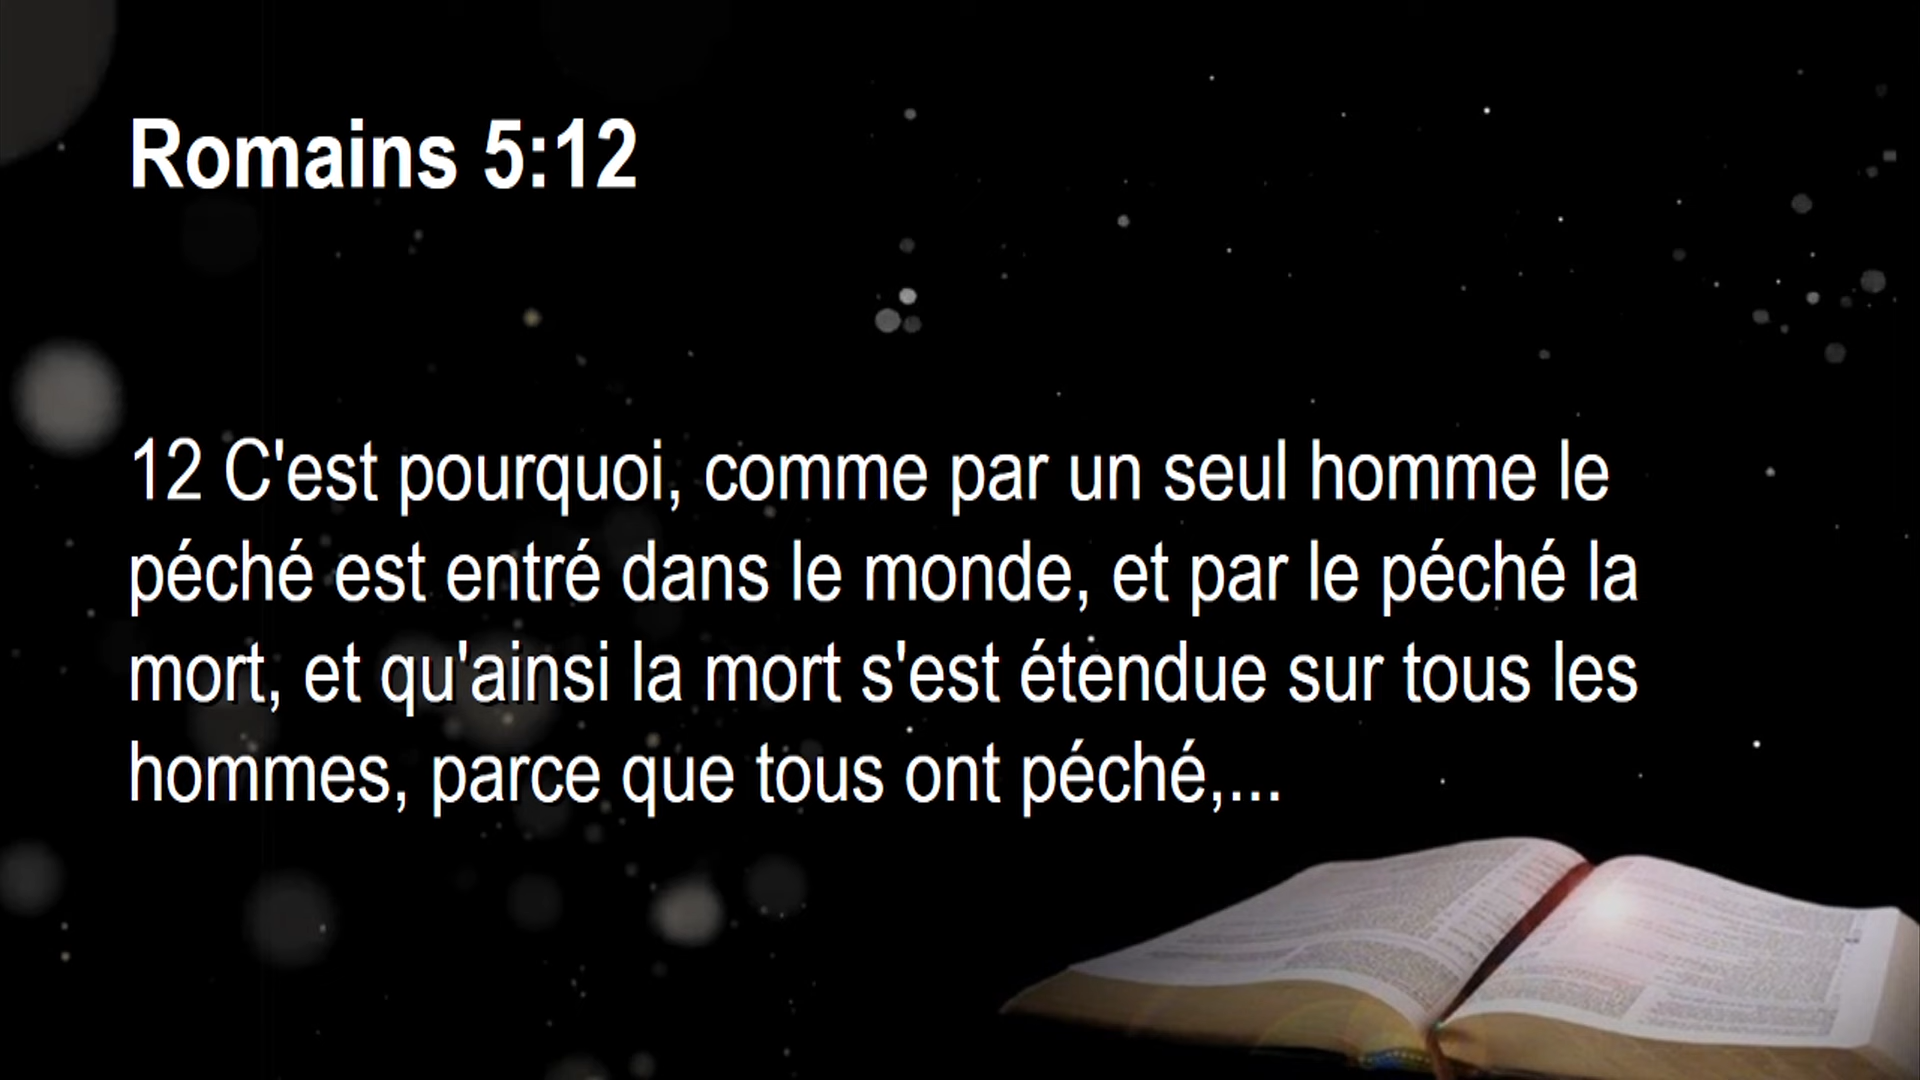 Romains 5:12
12 C'est pourquoi, comme par un seul homme le
péché est entré dans le monde, et par le péché la
mort, et qu'ainsi la mort s'est étendue sur tous les
hommes, parce que tous ont péché,...